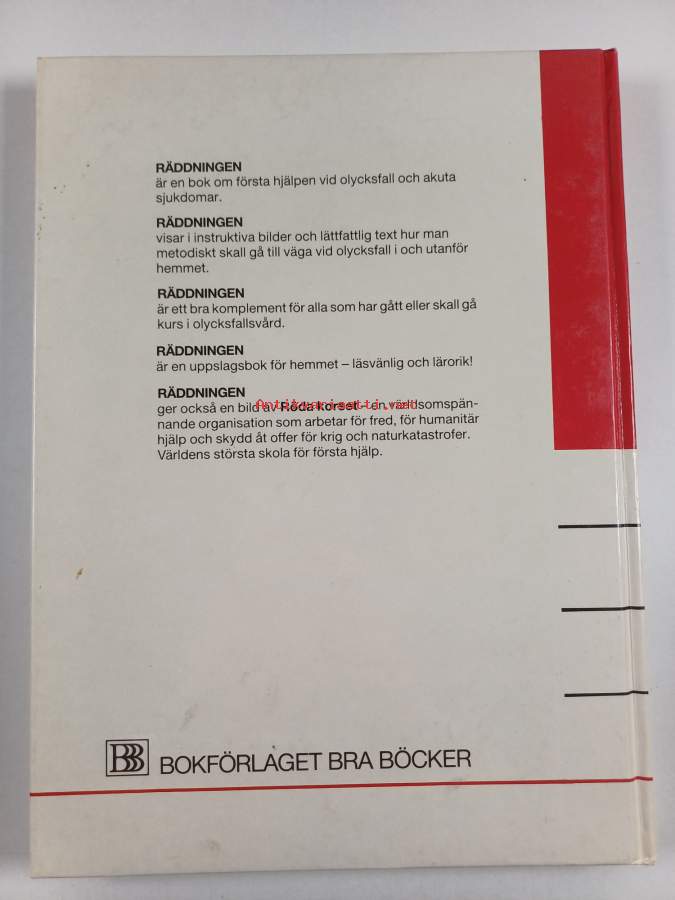 RÄDDNINGEN
är en bok om första hjälpen vid olycksfall och akuta
sjukdomar.
RÄDDNINGEN
visar i instruktiva bilder och lättfattlig text hur man
metodiskt skall gå till väga vid olycksfall i och utanför
hemmet.
RÄDDNINGEN
är ett bra komplement för alla som har gått eller skall gå
kurs i olycksfallsvård.
RÄDDNINGEN
är en uppslagsbok för hemmet – läsvänlig och lärorik!
RÄDDNINGEN
ger också en bild av Röda korset – en världsomspän-
nande organisation som arbetar för fred, för humanitär
hjälp och skydd åt offer för krig och naturkatastrofer.
Världens största skola för första hjälp.
BBB BOKFÖRLAGET BRA BÖCKER